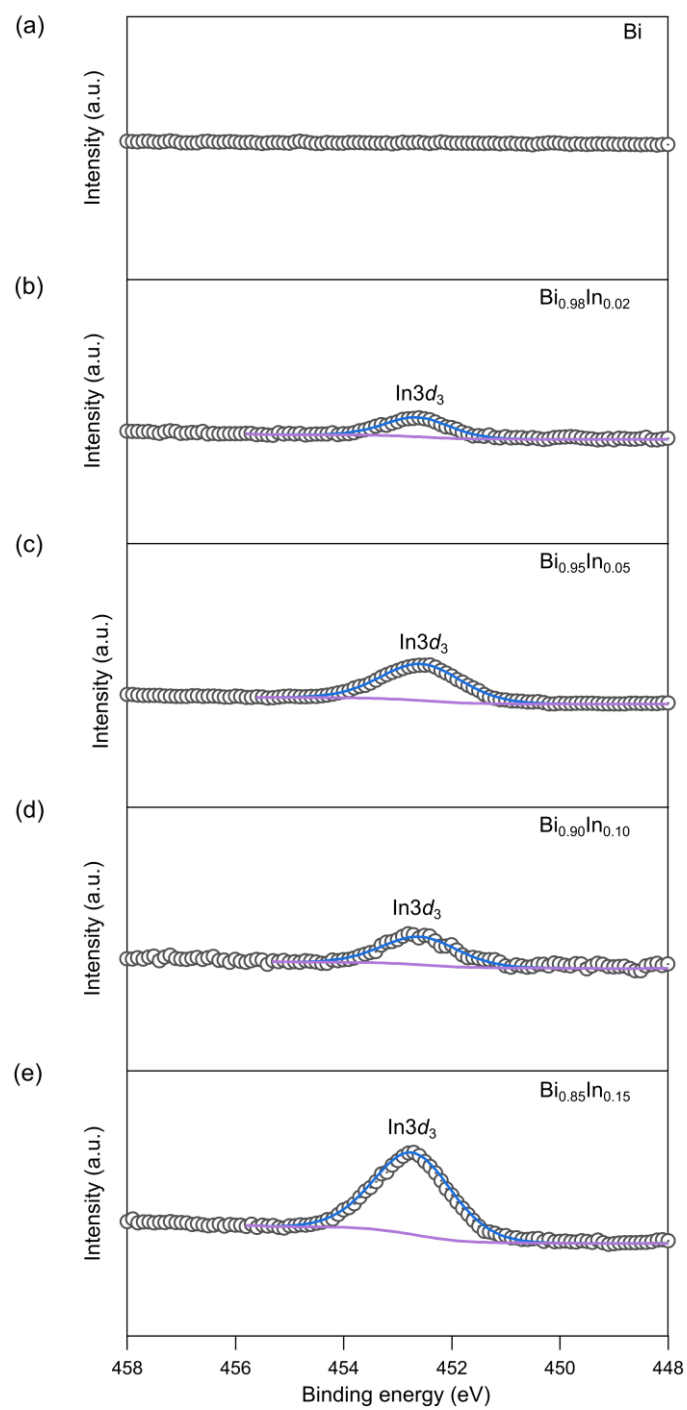 (a)
Bi
Intensity (a.u.)
(b)
Bi₀.₉₈In₀.₀₂
In3d₃
Intensity (a.u.)
(c)
Bi₀.₉₅In₀.₀₅
In3d₃
Intensity (a.u.)
(d)
Bi₀.₉₀In₀.₁₀
In3d₃
Intensity (a.u.)
(e)
Bi₀.₈₅In₀.₁₅
In3d₃
Intensity (a.u.)
458 456 454 452 450 448
Binding energy (eV)